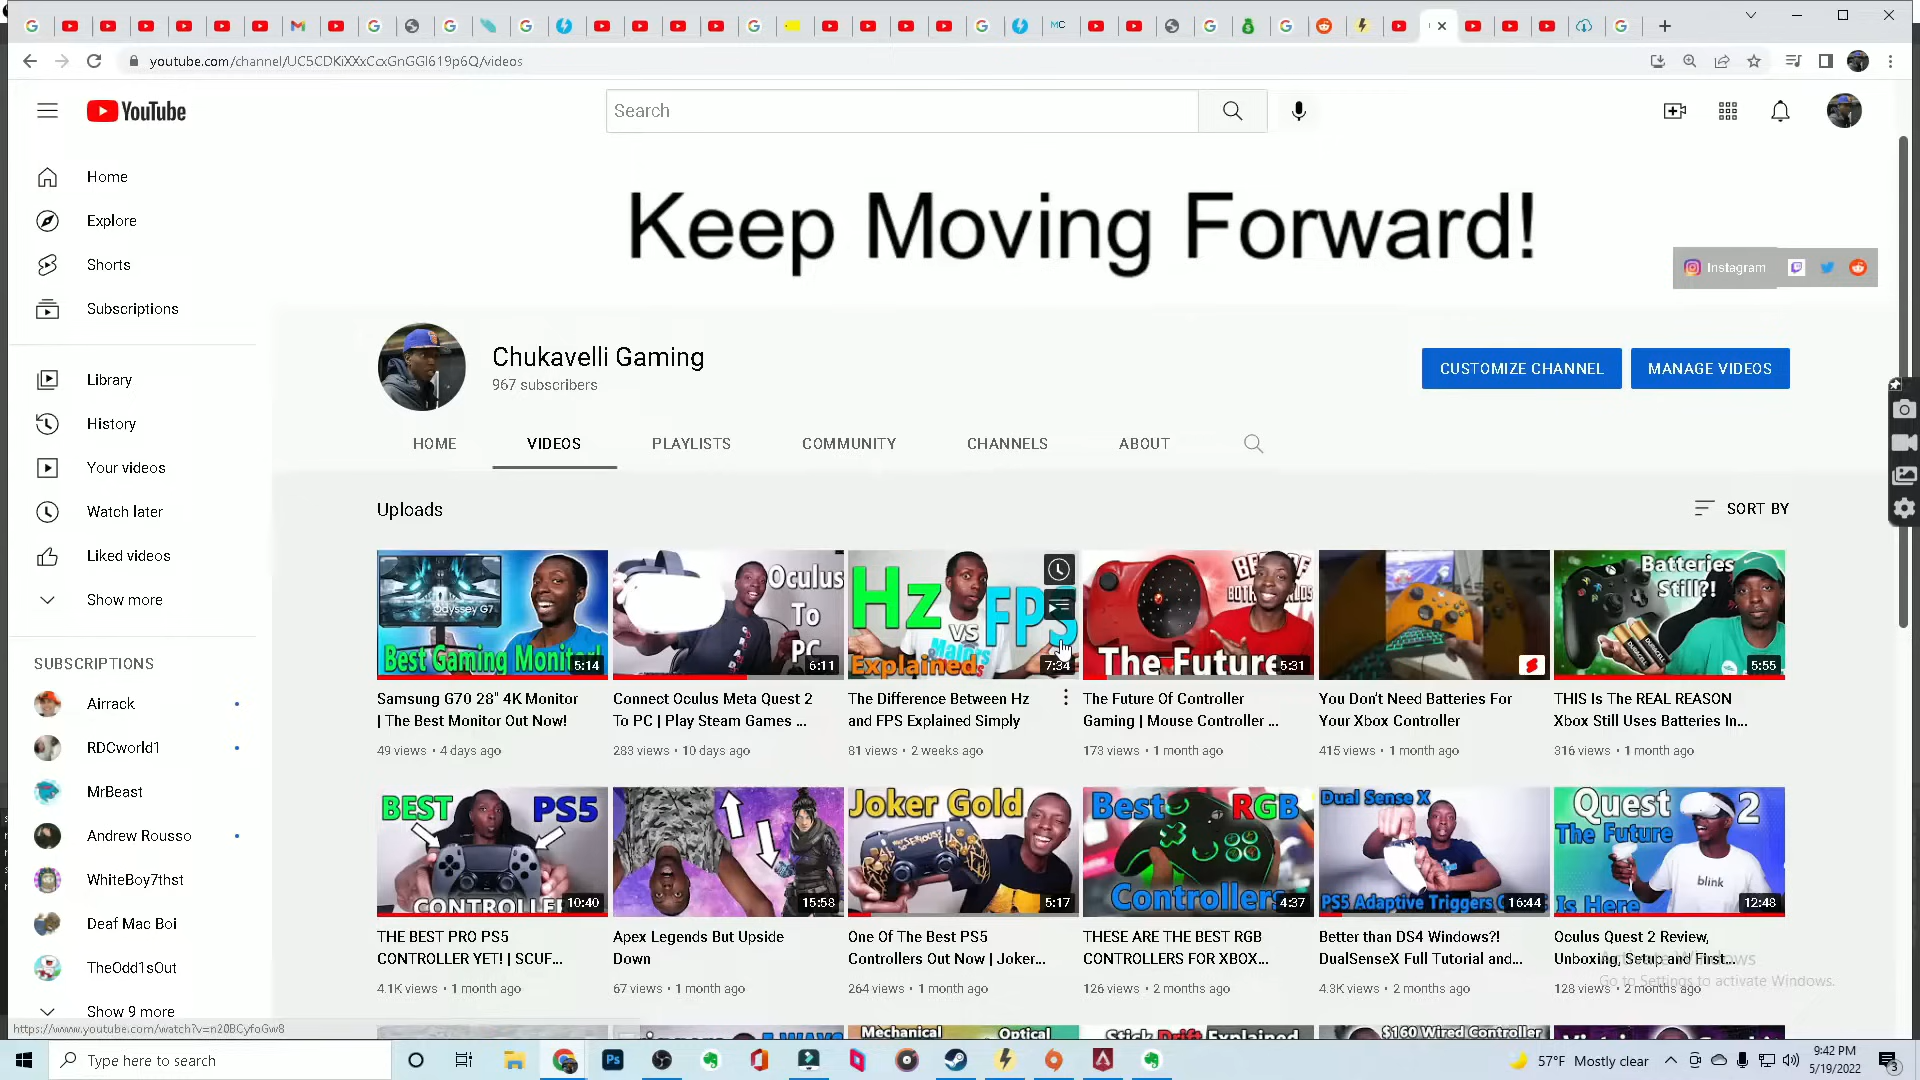 MC
youtube.com/channel/UC5CDKiXXxCcxGnGGl619p6Q/videos
YouTube
Search
Home
Explore
Shorts
Subscriptions
Library
History
Your videos
Watch later
Liked videos
Show more
SUBSCRIPTIONS
Airrack
RDCworld1
MrBeast
Andrew Rousso
WhiteBoy7thst
Deaf Mac Boi
TheOdd1sOut
Show 9 more
Keep Moving Forward!
Instagram
Chukavelli Gaming
967 subscribers
CUSTOMIZE CHANNEL
MANAGE VIDEOS
HOME
VIDEOS
PLAYLISTS
COMMUNITY
CHANNELS
ABOUT
Uploads
SORT BY
Odyssey G7
Best Gaming Monitor
5:14
Samsung G70 28" 4K Monitor
| The Best Monitor Out Now!
49 views • 4 days ago
Oculus
To
PC
6:11
Connect Oculus Meta Quest 2
To PC | Play Steam Games ...
283 views • 10 days ago
Hz
vs
FPS
Explained
7:34
The Difference Between Hz
and FPS Explained Simply
81 views • 2 weeks ago
The Future
5:31
The Future Of Controller
Gaming | Mouse Controller ...
173 views • 1 month ago
You Don't Need Batteries For
Your Xbox Controller
415 views • 1 month ago
Batteries
Still?!
5:55
THIS Is The REAL REASON
Xbox Still Uses Batteries In...
316 views • 1 month ago
BEST
PS5
CONTROLLER
10:40
THE BEST PRO PS5
CONTROLLER YET! | SCUF...
4.1K views • 1 month ago
15:58
Apex Legends But Upside
Down
67 views • 1 month ago
Joker Gold
5:17
One Of The Best PS5
Controllers Out Now | Joker...
264 views • 1 month ago
Best RGB
Controllers
4:37
THESE ARE THE BEST RGB
CONTROLLERS FOR XBOX...
126 views • 2 months ago
Dual Sense X
PS5 Adaptive Triggers
16:44
Better than DS4 Windows?!
DualSenseX Full Tutorial and...
4.3K views • 2 months ago
Quest 2
The Future
Is Here
blink
12:48
Oculus Quest 2 Review,
Unboxing, Setup and First...
128 views • 2 months ago
Activate Windows
Go to Settings to activate Windows.
Mechanical
Optical
Stick Drift Explained
$160 Wired Controller
https://www.youtube.com/watch?v=n20BCyfoGw8
Type here to search
Ps
57°F Mostly clear
9:42 PM
5/19/2022
3